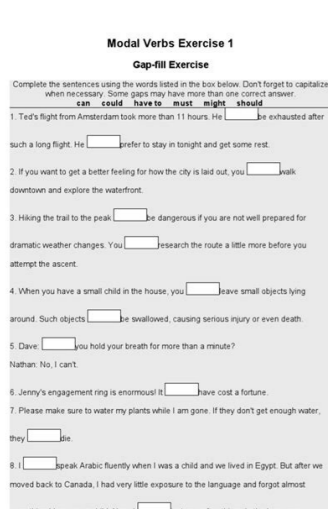 Modal Verbs Exercise 1
Gap-fill Exercise
Complete the sentences using the words listed in the box below. Don't forget to capitalize
when necessary. Some gaps may have more than one correct answer.
can could have to must might should
1. Ted's flight from Amsterdam took more than 11 hours. He be exhausted after
such a long flight. He prefer to stay in tonight and get some rest.
2. If you want to get a better feeling for how the city is laid out, you walk
downtown and explore the waterfront.
3. Hiking the trail to the peak be dangerous if you are not well prepared for
dramatic weather changes. You research the route a little more before you
attempt the ascent.
4. When you have a small child in the house, you leave small objects lying
around. Such objects be swallowed, causing serious injury or even death.
5. Dave: you hold your breath for more than a minute?
Nathan: No, I can't.
6. Jenny's engagement ring is enormous! It have cost a fortune.
7. Please make sure to water my plants while I am gone. If they don't get enough water,
they die.
8. I speak Arabic fluently when I was a child and we lived in Egypt. But after we
moved back to Canada, I had very little exposure to the language and forgot almost